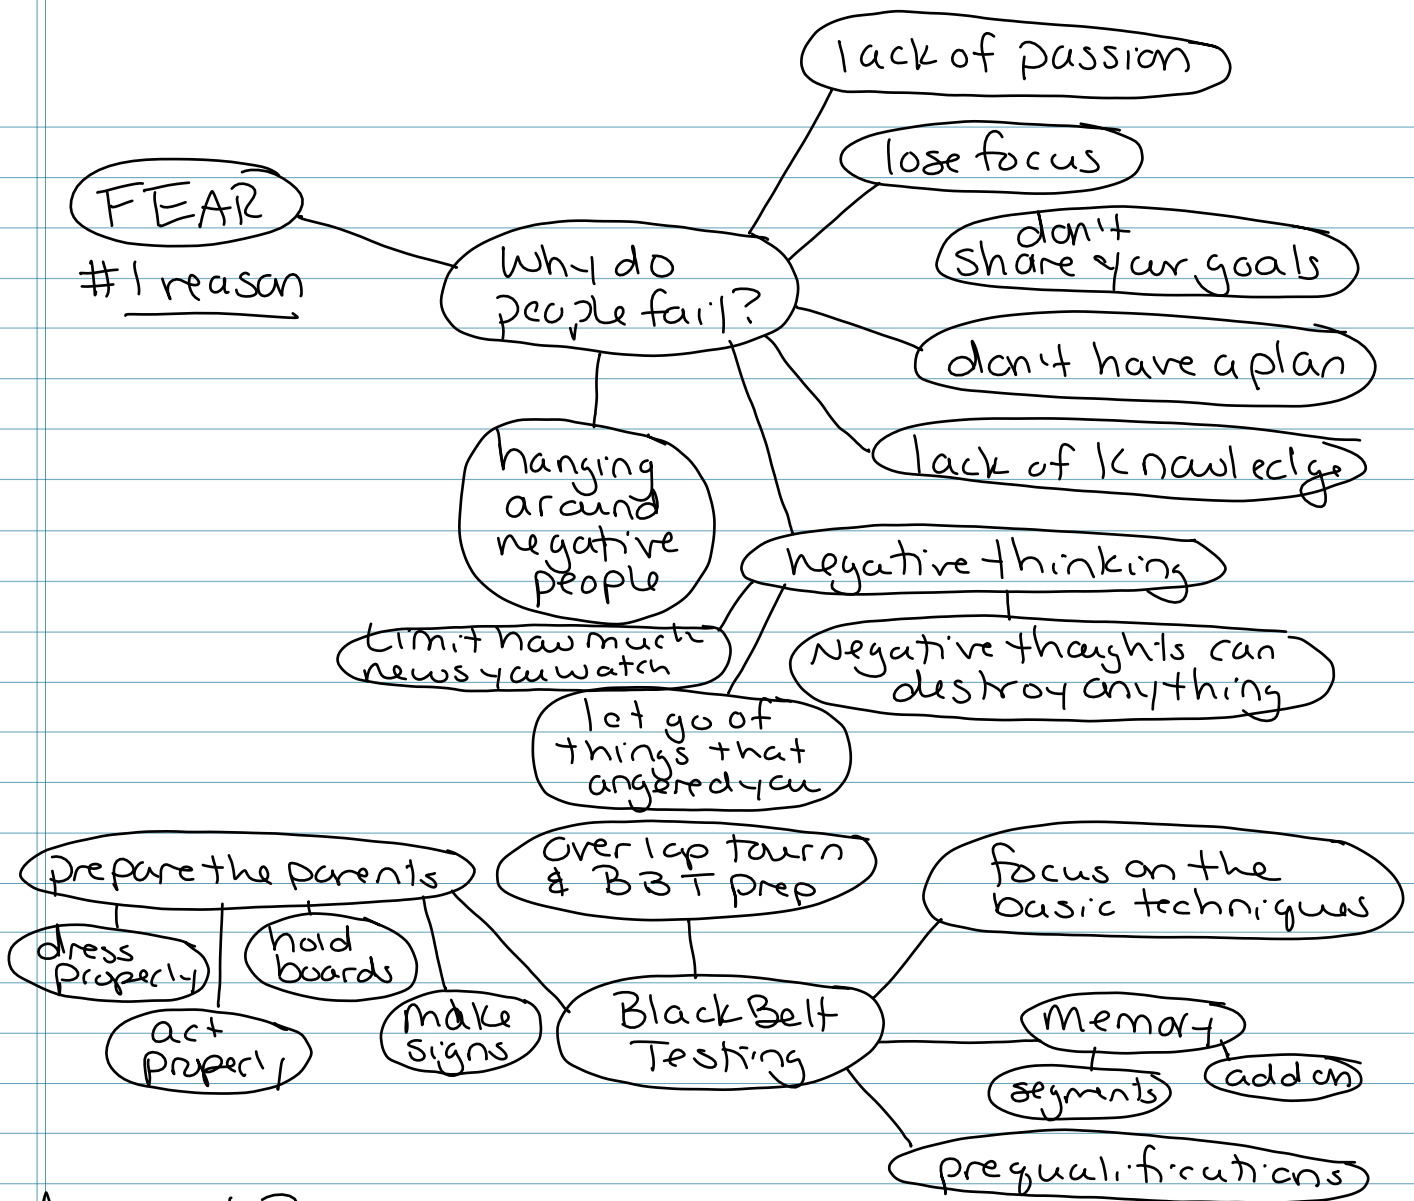 lack of passion
lose focus
FEAR
#1 reason
Why do
people fail?
don't
share your goals
don't have a plan
lack of knowledge
hanging
around
negative
people
negative thinking
Limit how much
news you watch
Negative thoughts can
destroy anything
let go of
things that
angered you
prepare the parents
overlap tourn
& BBT prep
focus on the
basic techniques
dress
properly
hold
boards
act
properly
make
signs
Black Belt
Testing
memory
segments
add on
prequalifications